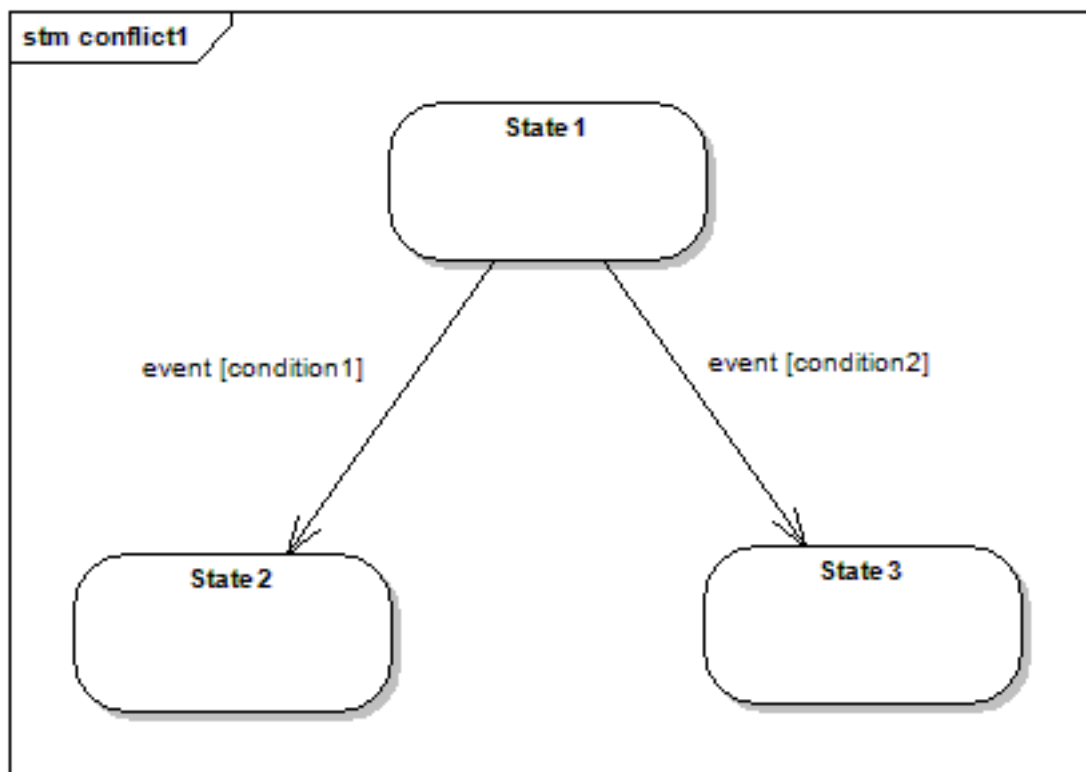 stm conflict1
State 1
event [condition1]
event [condition2]
State 2
State 3